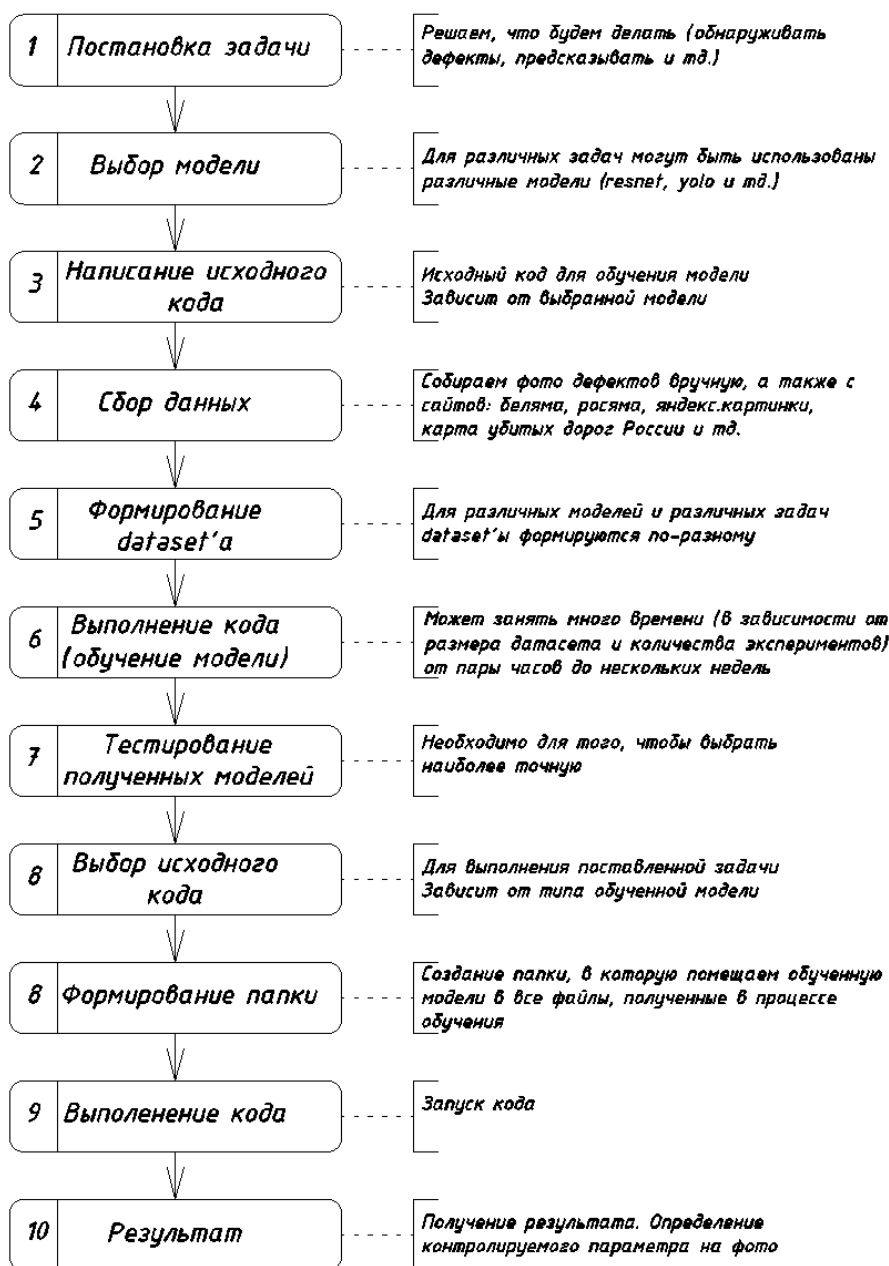 1
Постановка задачи
Решаем, что будем делать (обнаруживать
дефекты, предсказывать и тд.)
2
Выбор модели
Для различных задач могут быть использованы
различные модели (resnet, yolo и тд.)
3
Написание исходного
кода
Исходный код для обучения модели
Зависит от выбранной модели
4
Сбор данных
Собираем фото дефектов вручную, а также с
сайтов: беляма, росяма, яндекс.картинки,
карта убитых дорог России и тд.
5
Формирование
dataset'a
Для различных моделей и различных задач
dataset'ы формируются по-разному
6
Выполнение кода
(обучение модели)
Может занять много времени (в зависимости от
размера датасета и количества экспериментов)
от пары часов до нескольких недель
7
Тестирование
полученных моделей
Необходимо для того, чтобы выбрать
наиболее точную
8
Выбор исходного
кода
Для выполнения поставленной задачи
Зависит от типа обученной модели
8
Формирование папки
Создание папки, в которую помещаем обученную
модели в все файлы, полученные в процессе
обучения
9
Выполенение кода
Запуск кода
10
Результат
Получение результата. Определение
контролируемого параметра на фото